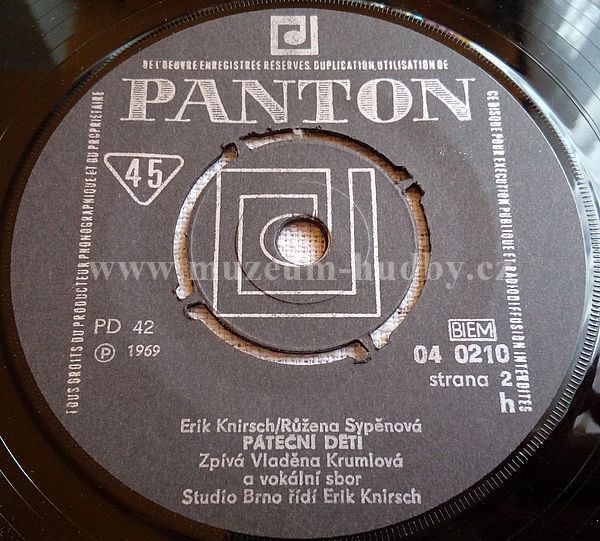 DE L'OEUVRE ENREGISTREE RESERVES. DUPLICATION, UTILISATION DE
PANTON
TOUS DROITS DU PRODUCTEUR PHONOGRAPHIQUE ET DU PROPRIÉTAIRE
CE DISQUE POUR EXECUTION PUBLIQUE ET RADIODIFFUSION INTERDITES
45
www.muzeum-hudby.cz
PD 42
Ⓟ 1969
BIEM
04 0210
strana 2
h
Erik Knirsch/Růžena Sypěnová
PÁTEČNÍ DĚTI
Zpívá Vladěna Krumlová
a vokální sbor
Studio Brno řídí Erik Knirsch